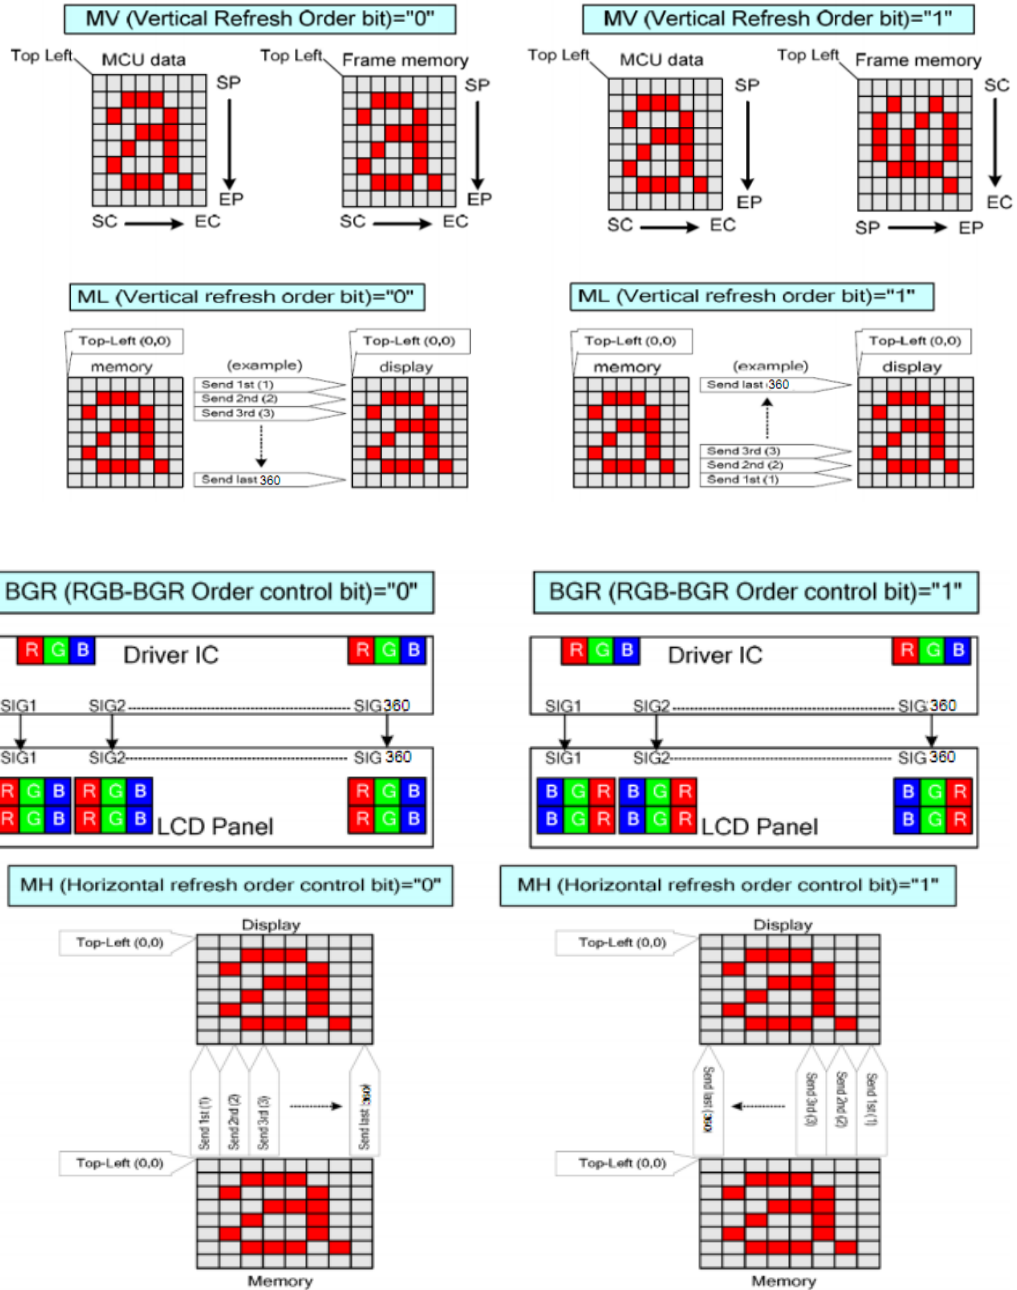 MV (Vertical Refresh Order bit)="0"
MV (Vertical Refresh Order bit)="1"
Top Left
MCU data
SP
EP
SC
EC
Top Left
Frame memory
SP
EP
SC
EC
Top Left
MCU data
SP
EP
SC
EC
Top Left
Frame memory
SC
EC
SP
EP
ML (Vertical refresh order bit)="0"
ML (Vertical refresh order bit)="1"
Top-Left (0,0)
memory
(example)
Send 1st (1)
Send 2nd (2)
Send 3rd (3)
Send last 360
Top-Left (0,0)
display
Top-Left (0,0)
memory
(example)
Send last 360
Send 3rd (3)
Send 2nd (2)
Send 1st (1)
Top-Left (0,0)
display
BGR (RGB-BGR Order control bit)="0"
BGR (RGB-BGR Order control bit)="1"
R G B
Driver IC
R G B
SIG1
SIG2
SIG 360
SIG1
SIG2
SIG 360
R G B R G B
R G B
R G B R G B
R G B
LCD Panel
R G B
Driver IC
R G B
SIG1
SIG2
SIG 360
SIG1
SIG2
SIG 360
B G R B G R
B G R
B G R B G R
B G R
LCD Panel
MH (Horizontal refresh order control bit)="0"
MH (Horizontal refresh order control bit)="1"
Display
Top-Left (0,0)
Send 1st (1)
Send 2nd (2)
Send 3rd (3)
Send last
Top-Left (0,0)
Memory
Display
Top-Left (0,0)
Send last
Send 3rd (3)
Send 2nd (2)
Send 1st (1)
Top-Left (0,0)
Memory